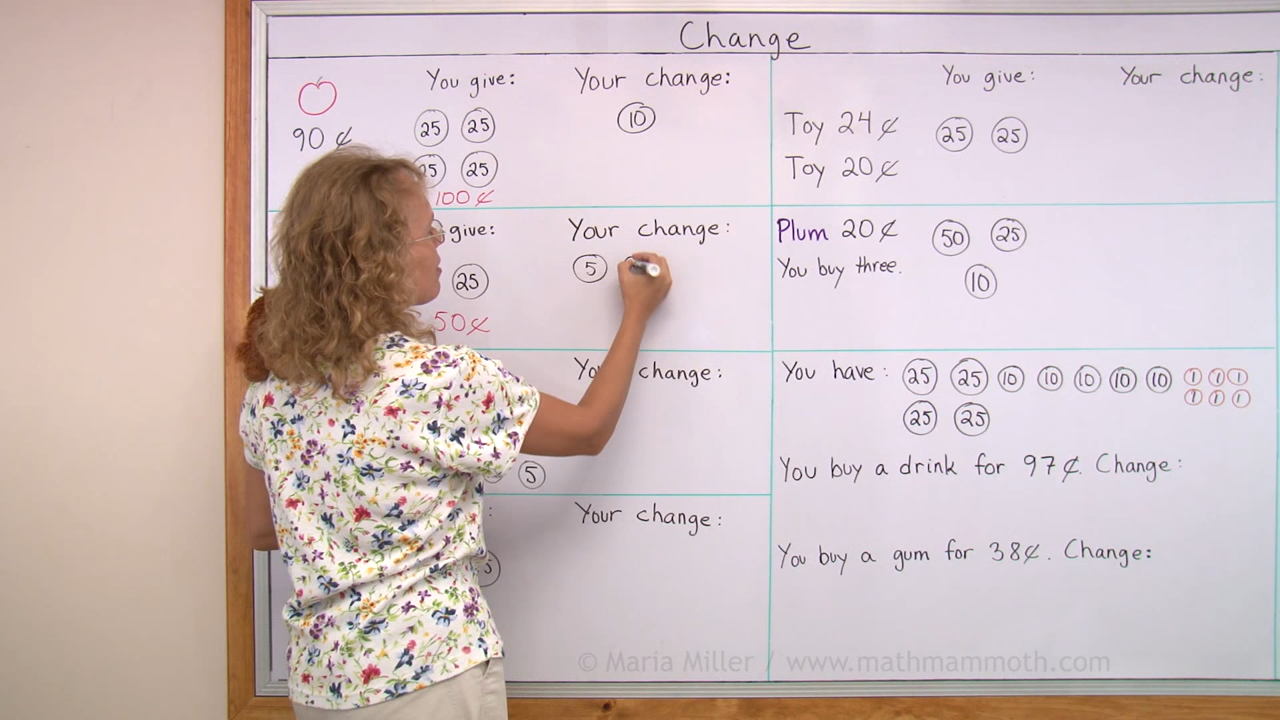 Change
You give: Your change:
90 ¢
25 25
25 25
10
100 ¢
give: Your change:
25
5
50 ¢
change:
5
Your change:
You give: Your change:
Toy 24 ¢
Toy 20 ¢
25 25
Plum 20 ¢
You buy three.
50 25
10
You have: 25 25 10 10 10 10 10 1 1 1
25 25 1 1 1
You buy a drink for 97 ¢. Change:
You buy a gum for 38 ¢. Change:
© Maria Miller / www.mathmammoth.com